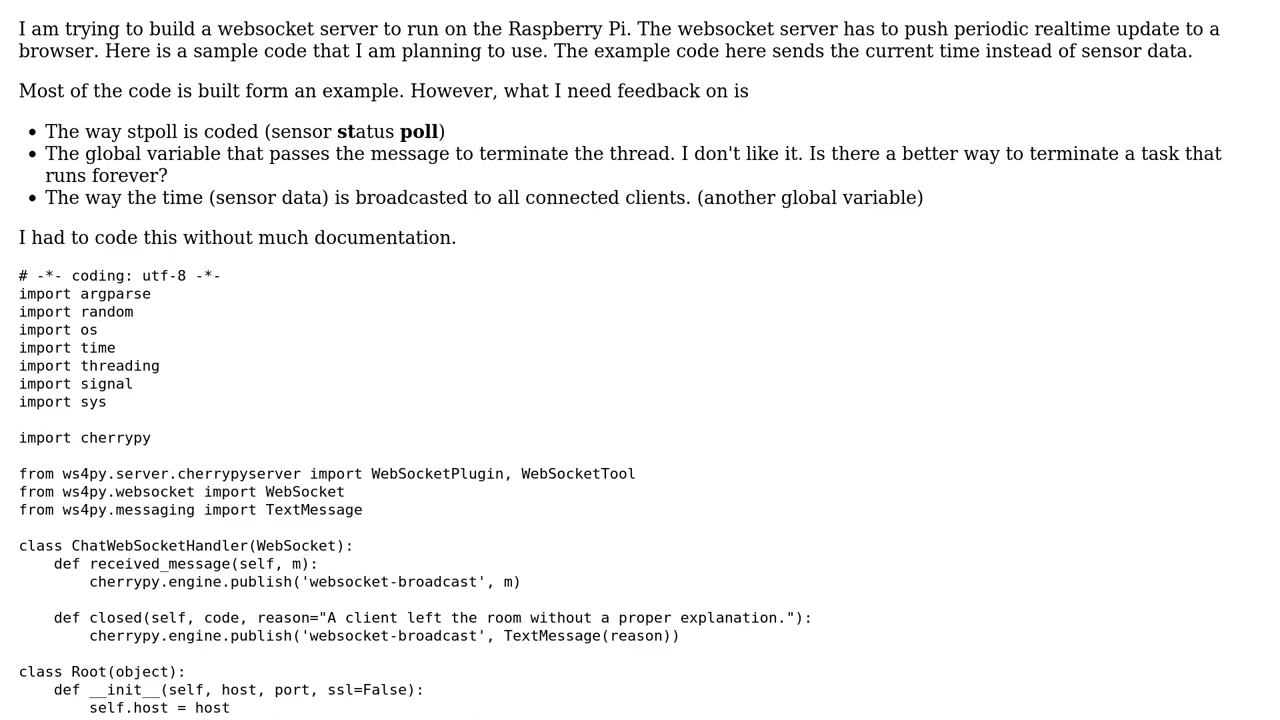 I am trying to build a websocket server to run on the Raspberry Pi. The websocket server has to push periodic realtime update to a
browser. Here is a sample code that I am planning to use. The example code here sends the current time instead of sensor data.
Most of the code is built form an example. However, what I need feedback on is
• The way stpoll is coded (sensor status poll)
• The global variable that passes the message to terminate the thread. I don't like it. Is there a better way to terminate a task that
runs forever?
• The way the time (sensor data) is broadcasted to all connected clients. (another global variable)
I had to code this without much documentation.
# -*- coding: utf-8 -*-
import argparse
import random
import os
import time
import threading
import signal
import sys
import cherrypy
from ws4py.server.cherrypyserver import WebSocketPlugin, WebSocketTool
from ws4py.websocket import WebSocket
from ws4py.messaging import TextMessage
class ChatWebSocketHandler(WebSocket):
    def received_message(self, m):
        cherrypy.engine.publish('websocket-broadcast', m)
    def closed(self, code, reason="A client left the room without a proper explanation."):
        cherrypy.engine.publish('websocket-broadcast', TextMessage(reason))
class Root(object):
    def __init__(self, host, port, ssl=False):
        self.host = host